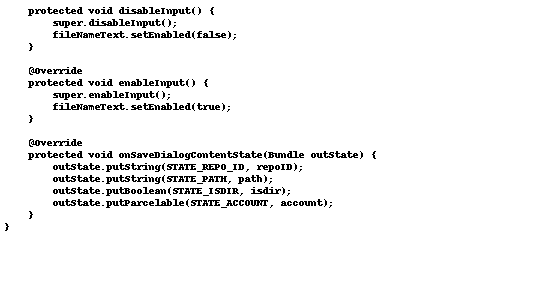 protected void disableInput() {
super.disableInput();
fileNameText.setEnabled(false);
}
@Override
protected void enableInput() {
super.enableInput();
fileNameText.setEnabled(true);
}
@Override
protected void onSaveDialogContentState(Bundle outState) {
outState.putString(STATE_REPO_ID, repoID);
outState.putString(STATE_PATH, path);
outState.putBoolean(STATE_ISDIR, isdir);
outState.putParcelable(STATE_ACCOUNT, account);
}
}